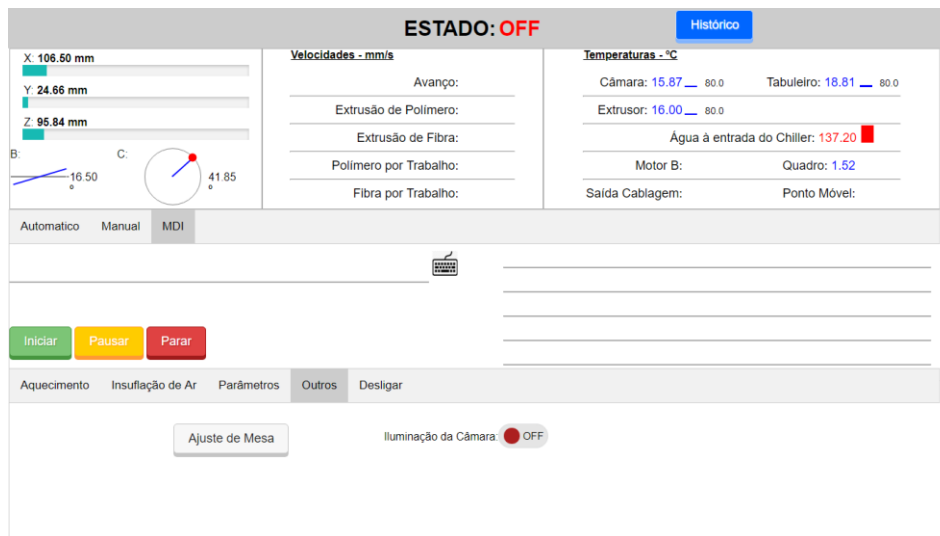 ESTADO: OFF
Histórico
X: 106.50 mm
Y: 24.66 mm
Z: 95.84 mm
B:
16.50
º
C:
41.85
º
Velocidades - mm/s
Avanço:
Extrusão de Polímero:
Extrusão de Fibra:
Polímero por Trabalho:
Fibra por Trabalho:
Temperaturas - ºC
Câmara: 15.87 80.0 Tabuleiro: 18.81 80.0
Extrusor: 16.00 80.0
Água à entrada do Chiller: 137.20
Motor B: Quadro: 1.52
Saída Cablagem: Ponto Móvel:
Automatico Manual MDI
Iniciar Pausar Parar
Aquecimento Insuflação de Ar Parâmetros Outros Desligar
Ajuste de Mesa Iluminação da Câmara: OFF